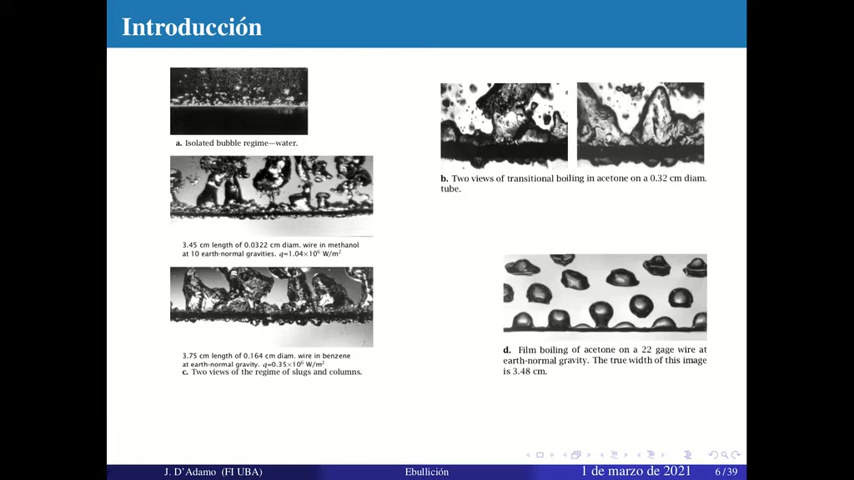 Introducción
a. Isolated bubble regime—water.
3.45 cm length of 0.0322 cm diam. wire in methanol
at 10 earth-normal gravities. q=1.04×10⁶ W/m²
3.75 cm length of 0.164 cm diam. wire in benzene
at earth-normal gravity. q=0.35×10⁶ W/m²
c. Two views of the regime of slugs and columns.
b. Two views of transitional boiling in acetone on a 0.32 cm diam.
tube.
d. Film boiling of acetone on a 22 gage wire at
earth-normal gravity. The true width of this image
is 3.48 cm.
J. D'Adamo (FI UBA) Ebullición 1 de marzo de 2021 6/39